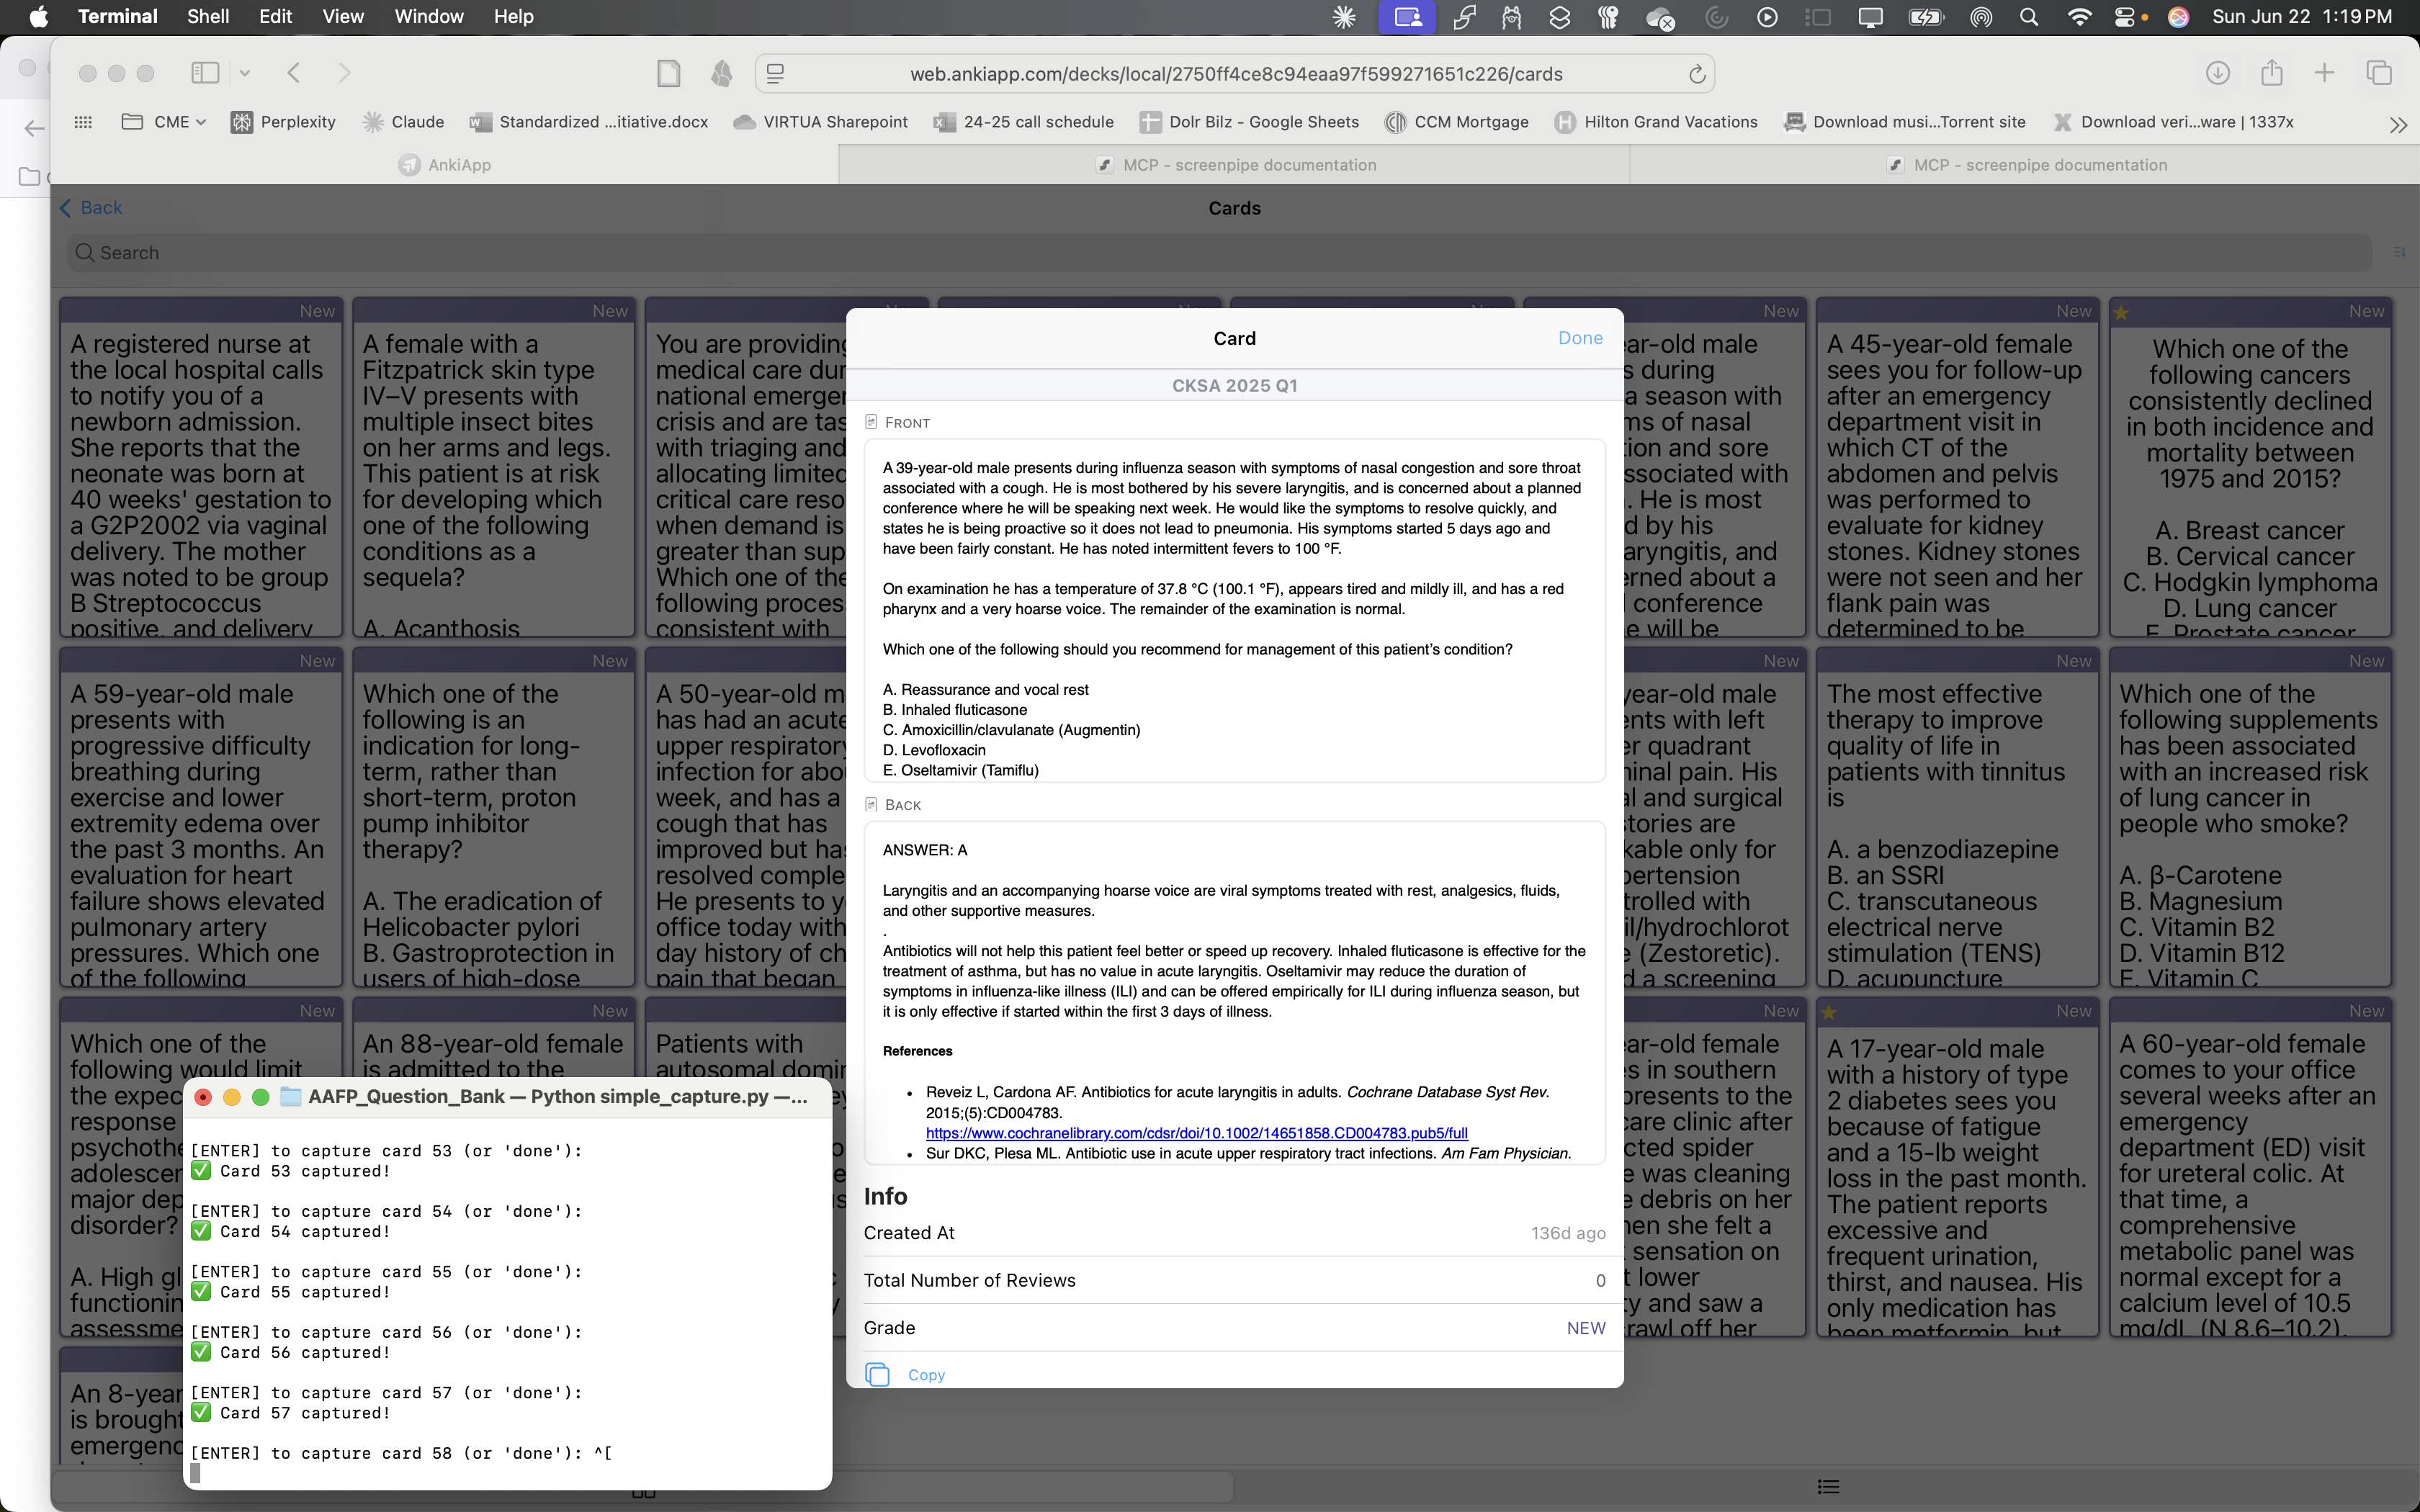 Terminal Shell Edit View Window Help Sun Jun 22 1:19 PM
web.ankiapp.com/decks/local/2750ff4ce8c94eaa97f599271651c226/cards
CME Perplexity Claude Standardized ...itiative.docx VIRTUA Sharepoint 24-25 call schedule Dolr Bilz - Google Sheets CCM Mortgage Hilton Grand Vacations Download musi...Torrent site Download veri...ware | 1337x
AnkiApp MCP - screenpipe documentation MCP - screenpipe documentation
Back Cards
Search
New
A registered nurse at
the local hospital calls
to notify you of a
newborn admission.
She reports that the
neonate was born at
40 weeks' gestation to
a G2P2002 via vaginal
delivery. The mother
was noted to be group
B Streptococcus
positive, and delivery
New
A female with a
Fitzpatrick skin type
IV–V presents with
multiple insect bites
on her arms and legs.
This patient is at risk
for developing which
one of the following
conditions as a
sequela?
A. Acanthosis
You are providing
medical care dur
national emerger
crisis and are tas
with triaging and
allocating limited
critical care reso
when demand is
greater than sup
Which one of the
following proces
consistent with
New
ar-old male
s during
a season with
ms of nasal
ion and sore
ssociated with
. He is most
d by his
aryngitis, and
erned about a
conference
e will be
New
A 45-year-old female
sees you for follow-up
after an emergency
department visit in
which CT of the
abdomen and pelvis
was performed to
evaluate for kidney
stones. Kidney stones
were not seen and her
flank pain was
determined to be
New
Which one of the
following cancers
consistently declined
in both incidence and
mortality between
1975 and 2015?
A. Breast cancer
B. Cervical cancer
C. Hodgkin lymphoma
D. Lung cancer
E. Prostate cancer
New
A 59-year-old male
presents with
progressive difficulty
breathing during
exercise and lower
extremity edema over
the past 3 months. An
evaluation for heart
failure shows elevated
pulmonary artery
pressures. Which one
of the following
New
Which one of the
following is an
indication for long-
term, rather than
short-term, proton
pump inhibitor
therapy?
A. The eradication of
Helicobacter pylori
B. Gastroprotection in
users of high-dose
A 50-year-old m
has had an acute
upper respiratory
infection for abo
week, and has a
cough that has
improved but ha
resolved comple
He presents to y
office today with
day history of ch
pain that began
New
year-old male
ents with left
er quadrant
minal pain. His
al and surgical
stories are
kable only for
pertension
trolled with
il/hydrochlorot
e (Zestoretic).
d a screening
New
The most effective
therapy to improve
quality of life in
patients with tinnitus
is
A. a benzodiazepine
B. an SSRI
C. transcutaneous
electrical nerve
stimulation (TENS)
D. acupuncture
New
Which one of the
following supplements
has been associated
with an increased risk
of lung cancer in
people who smoke?
A. β-Carotene
B. Magnesium
C. Vitamin B2
D. Vitamin B12
E. Vitamin C
New
Which one of the
following would limit
the expec
response
psychothe
adolescer
major dep
disorder?
A. High gl
functionin
assessme
New
An 88-year-old female
is admitted to the
Patients with
autosomal domir
New
ar-old female
es in southern
presents to the
care clinic after
cted spider
e was cleaning
e debris on her
hen she felt a
sensation on
t lower
ty and saw a
rawl off her
New
A 17-year-old male
with a history of type
2 diabetes sees you
because of fatigue
and a 15-lb weight
loss in the past month.
The patient reports
excessive and
frequent urination,
thirst, and nausea. His
only medication has
been metformin, but
New
A 60-year-old female
comes to your office
several weeks after an
emergency
department (ED) visit
for ureteral colic. At
that time, a
comprehensive
metabolic panel was
normal except for a
calcium level of 10.5
mg/dL (N 8.6–10.2).
An 8-year
is brought
emergenc
Card Done
CKSA 2025 Q1
FRONT
A 39-year-old male presents during influenza season with symptoms of nasal congestion and sore throat
associated with a cough. He is most bothered by his severe laryngitis, and is concerned about a planned
conference where he will be speaking next week. He would like the symptoms to resolve quickly, and
states he is being proactive so it does not lead to pneumonia. His symptoms started 5 days ago and
have been fairly constant. He has noted intermittent fevers to 100 °F.
On examination he has a temperature of 37.8 °C (100.1 °F), appears tired and mildly ill, and has a red
pharynx and a very hoarse voice. The remainder of the examination is normal.
Which one of the following should you recommend for management of this patient's condition?
A. Reassurance and vocal rest
B. Inhaled fluticasone
C. Amoxicillin/clavulanate (Augmentin)
D. Levofloxacin
E. Oseltamivir (Tamiflu)
BACK
ANSWER: A
Laryngitis and an accompanying hoarse voice are viral symptoms treated with rest, analgesics, fluids,
and other supportive measures.
.
Antibiotics will not help this patient feel better or speed up recovery. Inhaled fluticasone is effective for the
treatment of asthma, but has no value in acute laryngitis. Oseltamivir may reduce the duration of
symptoms in influenza-like illness (ILI) and can be offered empirically for ILI during influenza season, but
it is only effective if started within the first 3 days of illness.
References
• Reveiz L, Cardona AF. Antibiotics for acute laryngitis in adults. Cochrane Database Syst Rev.
2015;(5):CD004783.
https://www.cochranelibrary.com/cdsr/doi/10.1002/14651858.CD004783.pub5/full
• Sur DKC, Plesa ML. Antibiotic use in acute upper respiratory tract infections. Am Fam Physician.
Info
Created At 136d ago
Total Number of Reviews 0
Grade NEW
Copy
AAFP_Question_Bank — Python simple_capture.py —...
[ENTER] to capture card 53 (or 'done'):
✅ Card 53 captured!
[ENTER] to capture card 54 (or 'done'):
✅ Card 54 captured!
[ENTER] to capture card 55 (or 'done'):
✅ Card 55 captured!
[ENTER] to capture card 56 (or 'done'):
✅ Card 56 captured!
[ENTER] to capture card 57 (or 'done'):
✅ Card 57 captured!
[ENTER] to capture card 58 (or 'done'): ^[